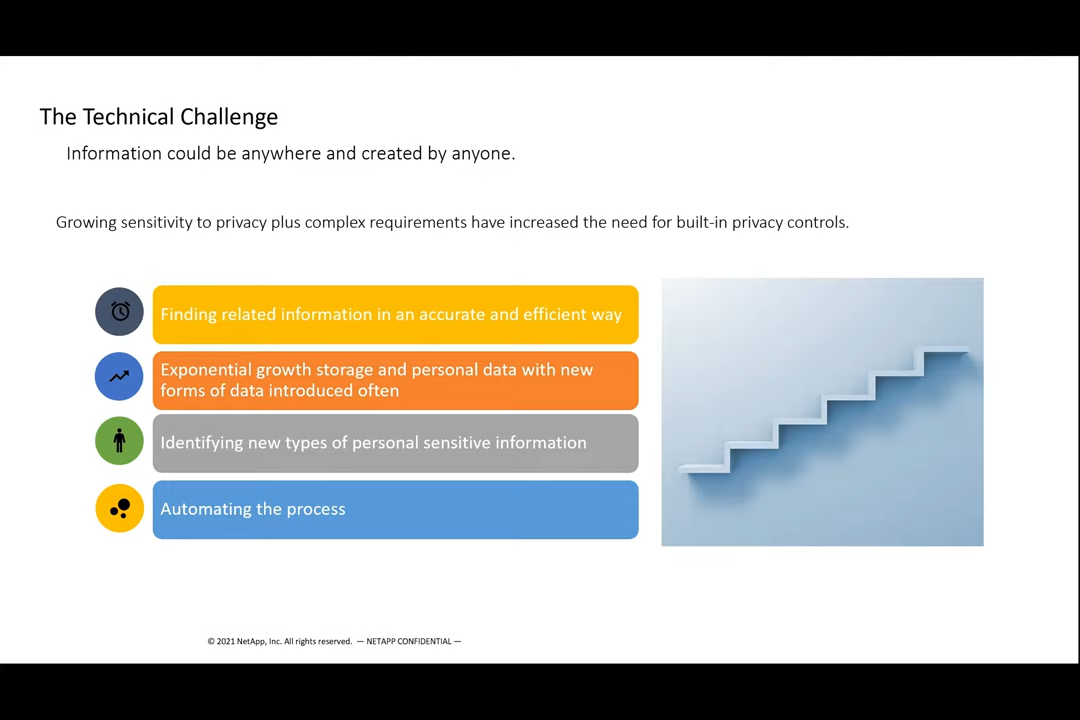 The Technical Challenge
Information could be anywhere and created by anyone.
Growing sensitivity to privacy plus complex requirements have increased the need for built-in privacy controls.
Finding related information in an accurate and efficient way
Exponential growth storage and personal data with new
forms of data introduced often
Identifying new types of personal sensitive information
Automating the process
© 2021 NetApp, Inc. All rights reserved. — NETAPP CONFIDENTIAL —